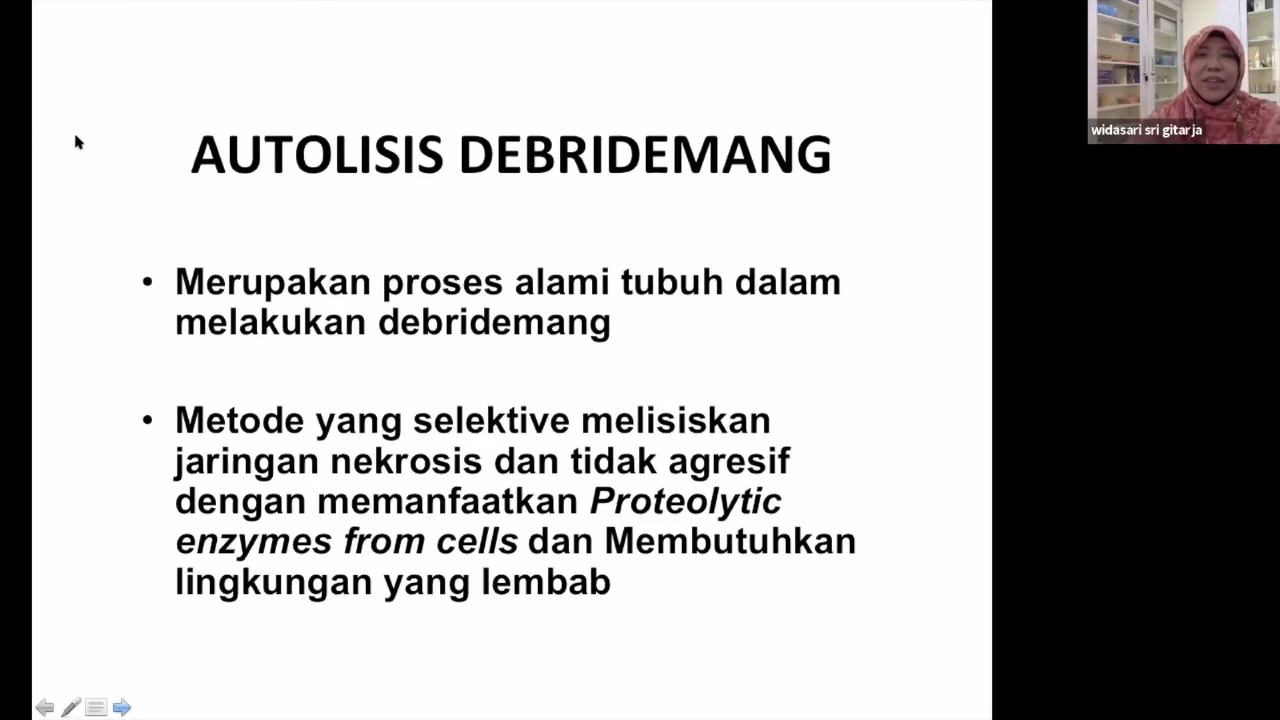 AUTOLISIS DEBRIDEMANG
• Merupakan proses alami tubuh dalam
melakukan debridemang
• Metode yang selektive melisiskan
jaringan nekrosis dan tidak agresif
dengan memanfaatkan Proteolytic
enzymes from cells dan Membutuhkan
lingkungan yang lembab
widasari sri gitarja